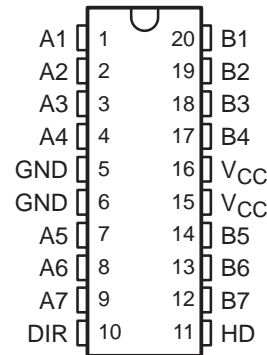 A1 1 20 B1
A2 2 19 B2
A3 3 18 B3
A4 4 17 B4
GND 5 16 VCC
GND 6 15 VCC
A5 7 14 B5
A6 8 13 B6
A7 9 12 B7
DIR 10 11 HD